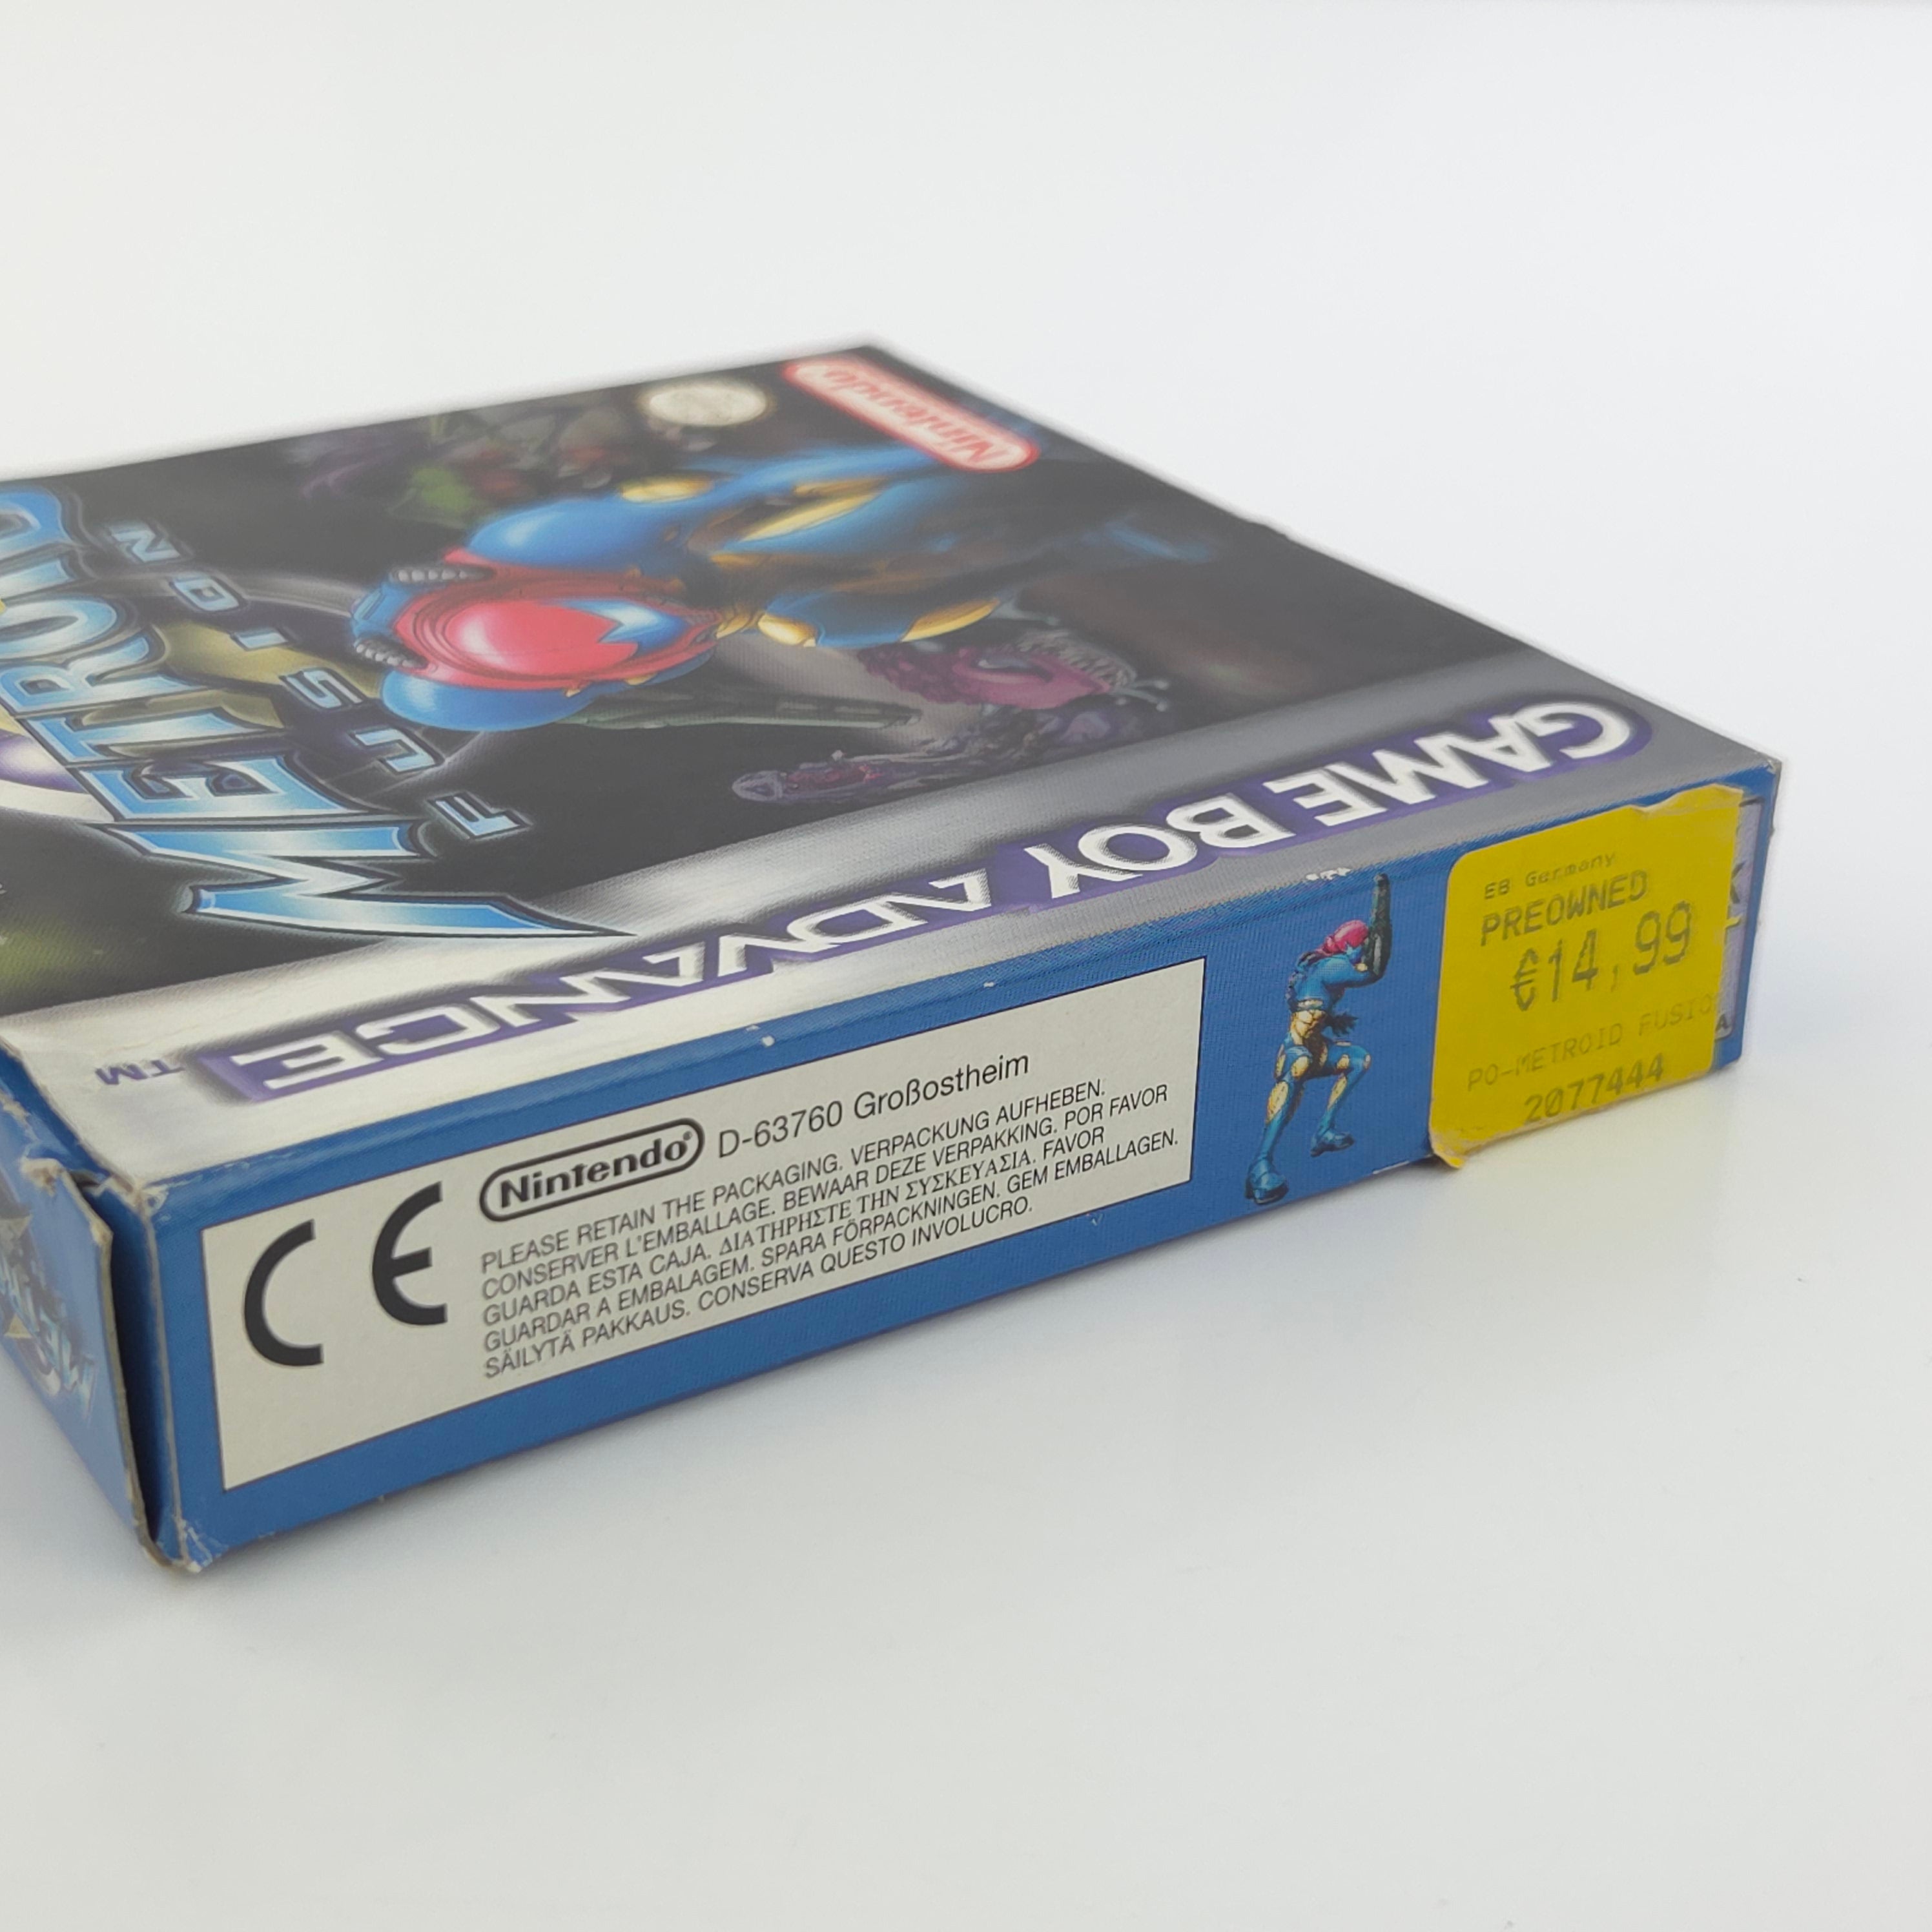 Nintendo
METROID
FUSION
GAME BOY ADVANCE
TM
EB Germany
PREOWNED
€14,99
PO-METROID FUSIO
2077444
CE
Nintendo® D-63760 Großostheim
PLEASE RETAIN THE PACKAGING. VERPACKUNG AUFHEBEN.
CONSERVER L'EMBALLAGE. BEWAAR DEZE VERPAKKING. POR FAVOR
GUARDA ESTA CAJA. ΔΙΑΤΗΡΗΣΤΕ ΤΗΝ ΣΥΣΚΕΥΑΣΙΑ. FAVOR
GUARDAR A EMBALAGEM. SPARA FÖRPACKNINGEN. GEM EMBALLAGEN.
SÄILYTÄ PAKKAUS. CONSERVA QUESTO INVOLUCRO.